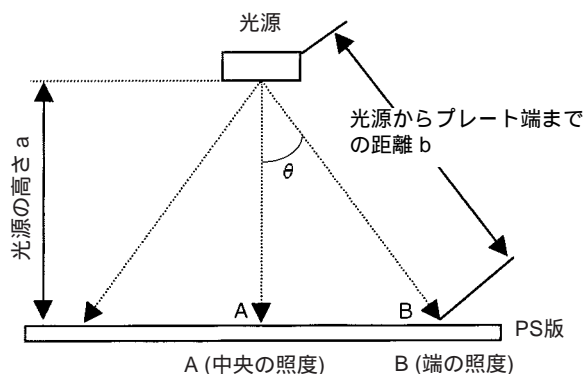 光源
光源からプレート端まで
の距離 b
光源の高さ a
θ
A
B
PS版
A (中央の照度)
B (端の照度)